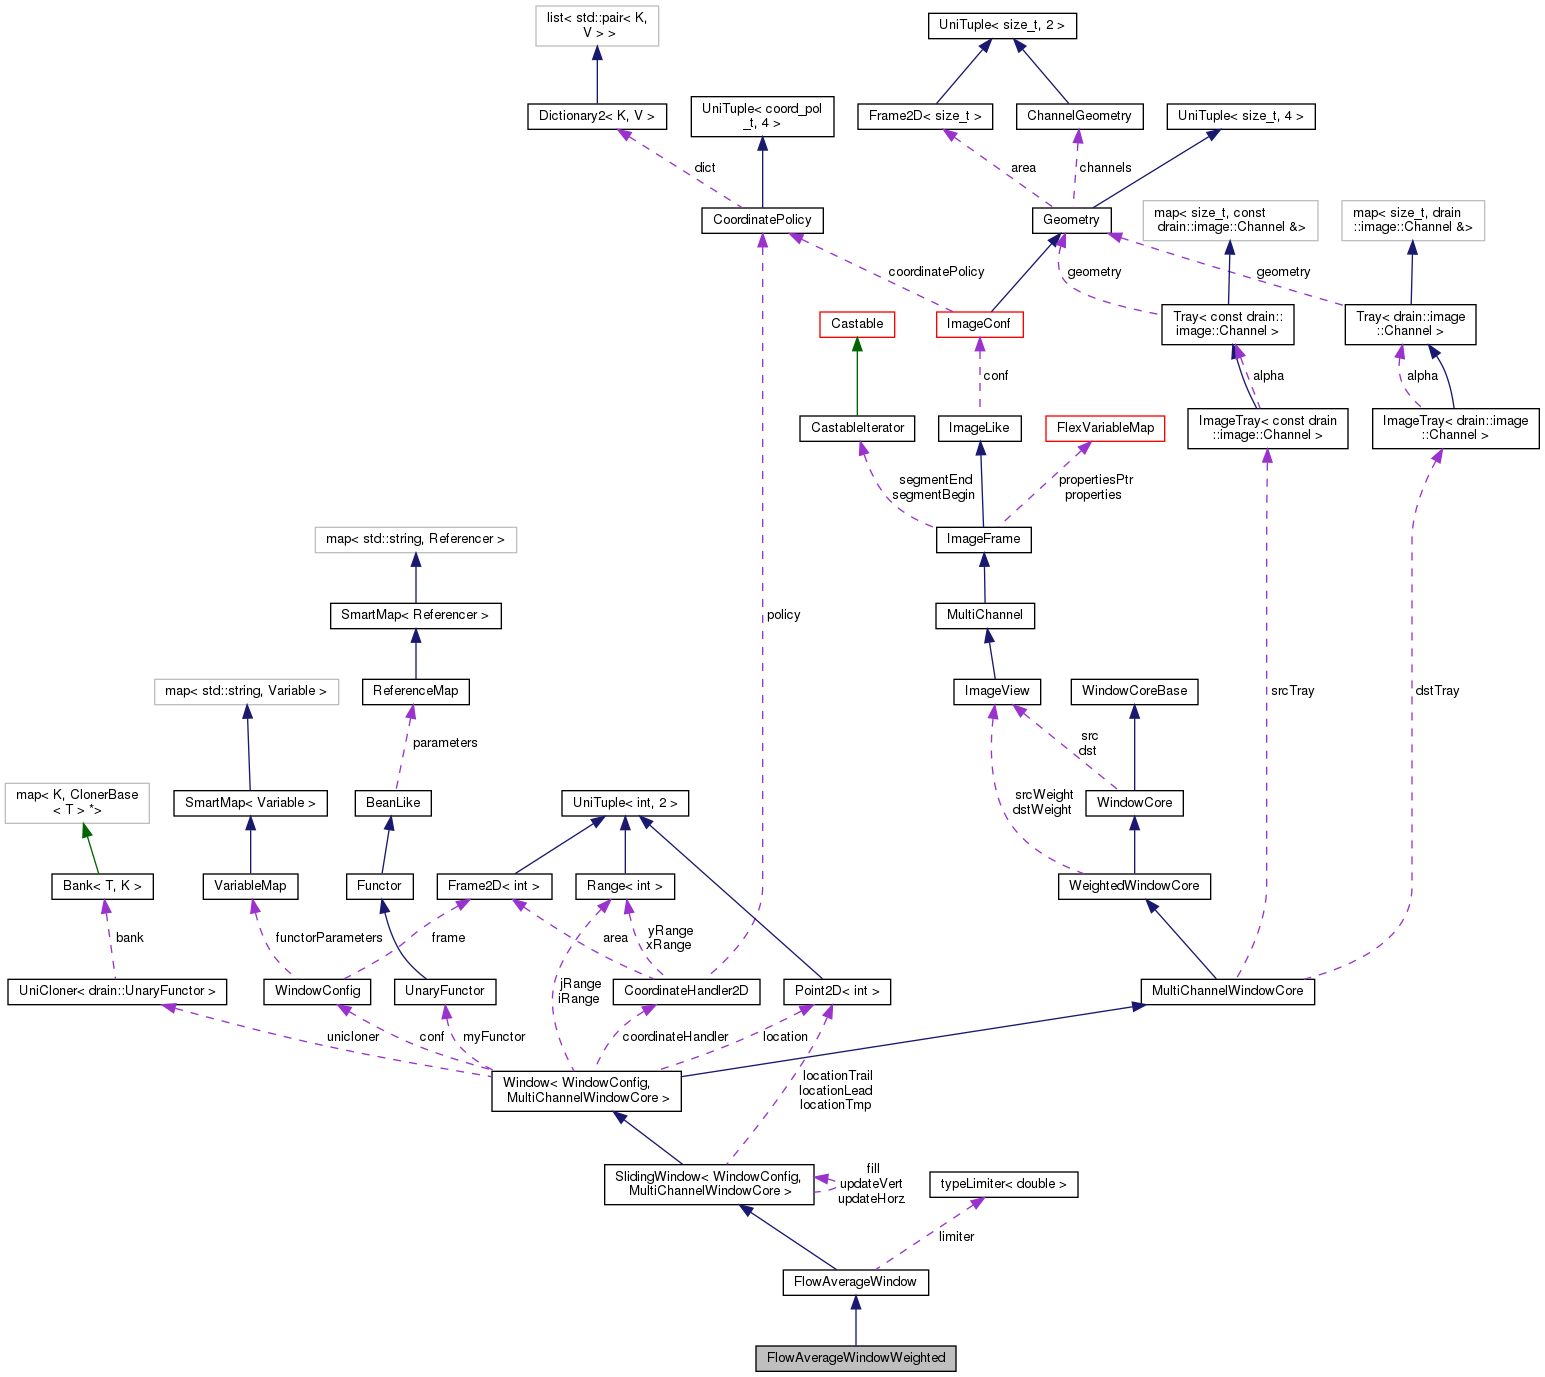 list< std::pair< K,
V > >
UniTuple< size_t, 2 >
Dictionary2< K, V >
UniTuple< coord_pol
_t, 4 >
Frame2D< size_t >
ChannelGeometry
UniTuple< size_t, 4 >
dict
area
channels
CoordinatePolicy
Geometry
map< size_t, const
drain::image::Channel &>
map< size_t, drain
::image::Channel &>
coordinatePolicy
geometry
geometry
Castable
ImageConf
Tray< const drain::
image::Channel >
Tray< drain::image
::Channel >
conf
alpha
alpha
CastableIterator
ImageLike
FlexVariableMap
ImageTray< const drain
::image::Channel >
ImageTray< drain::image
::Channel >
segmentEnd
segmentBegin
propertiesPtr
properties
map< std::string, Referencer >
ImageFrame
SmartMap< Referencer >
policy
MultiChannel
map< std::string, Variable >
ReferenceMap
ImageView
WindowCoreBase
srcTray
dstTray
parameters
src
dst
map< K, ClonerBase
< T > *>
SmartMap< Variable >
BeanLike
UniTuple< int, 2 >
srcWeight
dstWeight
WindowCore
Bank< T, K >
VariableMap
Functor
Frame2D< int >
Range< int >
WeightedWindowCore
bank
functorParameters
frame
area
yRange
xRange
UniCloner< drain::UnaryFunctor >
WindowConfig
UnaryFunctor
jRange
iRange
CoordinateHandler2D
Point2D< int >
MultiChannelWindowCore
unicloner
conf
myFunctor
coordinateHandler
location
Window< WindowConfig,
MultiChannelWindowCore >
locationTrail
locationLead
locationTmp
SlidingWindow< WindowConfig,
MultiChannelWindowCore >
fill
updateVert
updateHorz
typeLimiter< double >
limiter
FlowAverageWindow
FlowAverageWindowWeighted